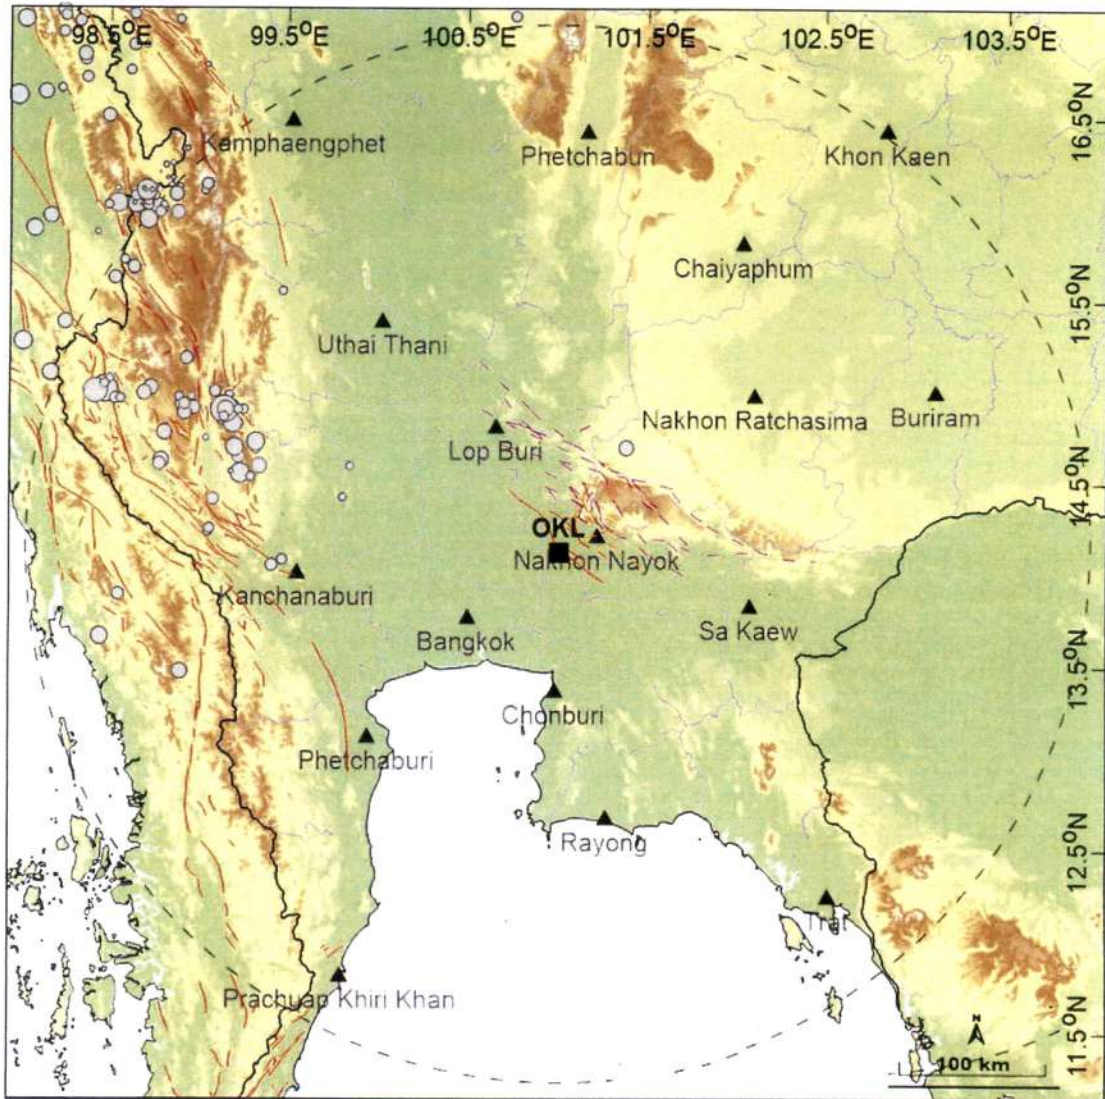 98.5°E 99.5°E 100.5°E 101.5°E 102.5°E 103.5°E
16.5°N
Kamphaengphet
Phetchabun
Khon Kaen
Chaiyaphum
15.5°N
Uthai Thani
Nakhon Ratchasima
Buriram
Lop Buri
14.5°N
OKL
Nakhon Nayok
Kanchanaburi
Bangkok
Sa Kaew
13.5°N
Chonburi
Phetchaburi
Rayong
12.5°N
Trat
Prachuap Khiri Khan
N
11.5°N
100 km